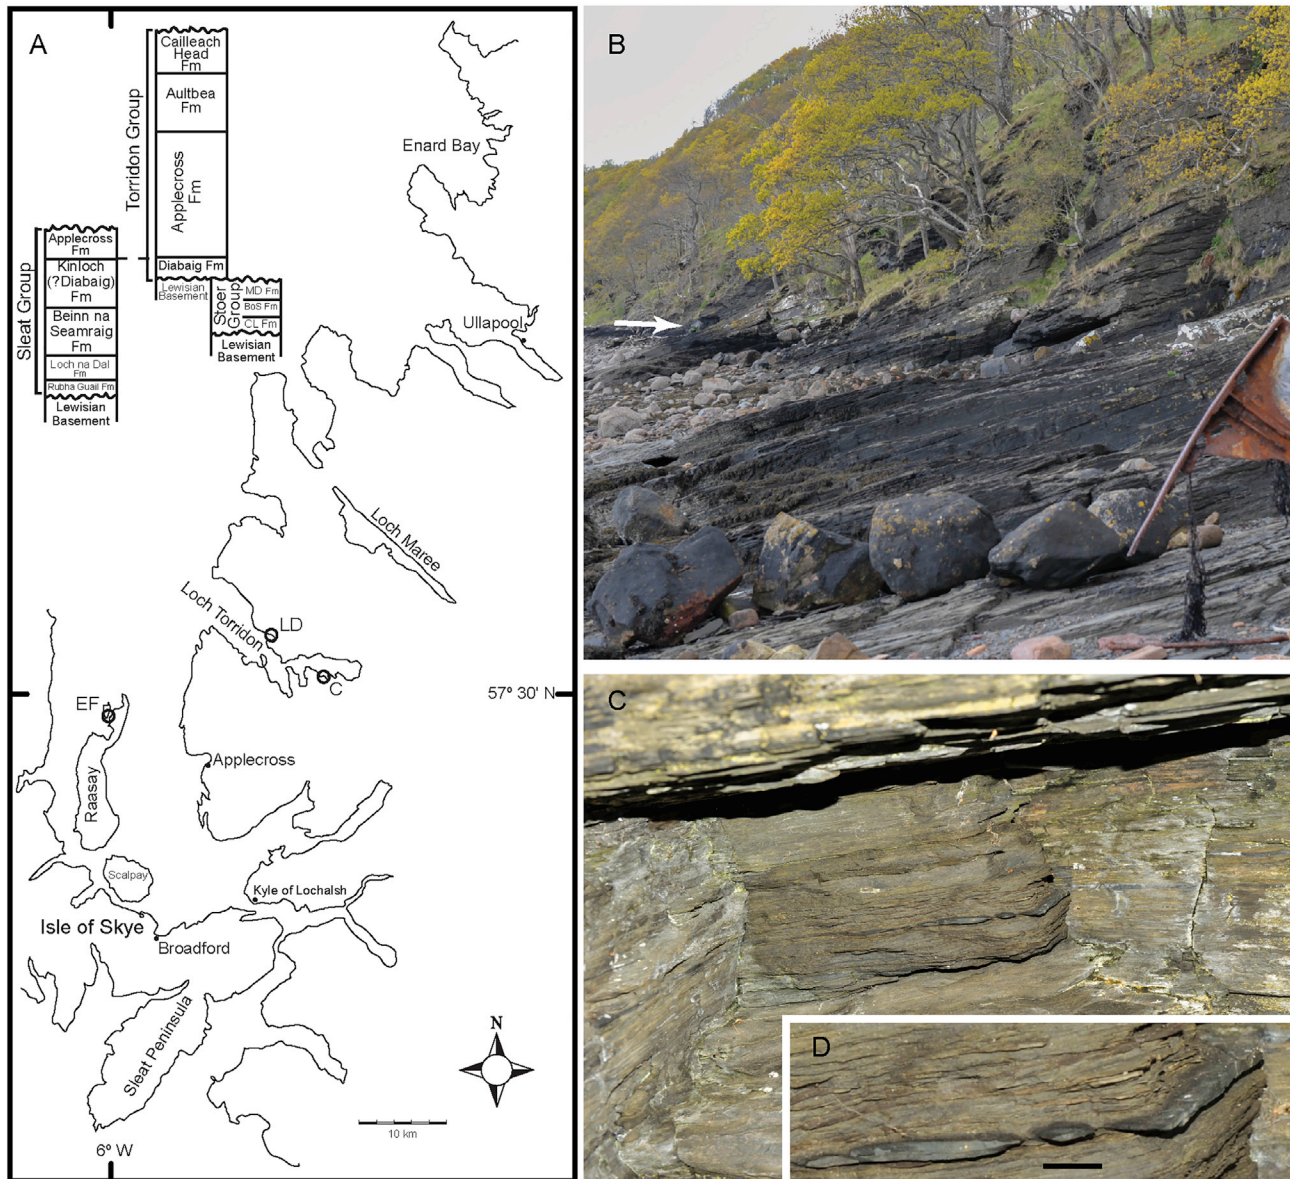 A
Cailleach
Head
Fm
Aultbea
Fm
Applecross
Fm
Diabaig Fm
Torridon Group
Lewisian
Basement
Stoer
Group
MD Fm
BoS Fm
CL Fm
Lewisian
Basement
Sleat Group
Applecross
Fm
Kinloch
(?Diabaig)
Fm
Beinn na
Seamraig
Fm
Loch na Dal
Fm
Rubha Guail Fm
Lewisian
Basement
Enard Bay
Ullapool
Loch Maree
Loch Torridon
LD
C
57º 30' N
EF
Raasay
Applecross
Scalpay
Kyle of Lochalsh
Isle of Skye
Broadford
Sleat Peninsula
N
10 km
6º W
B
C
D